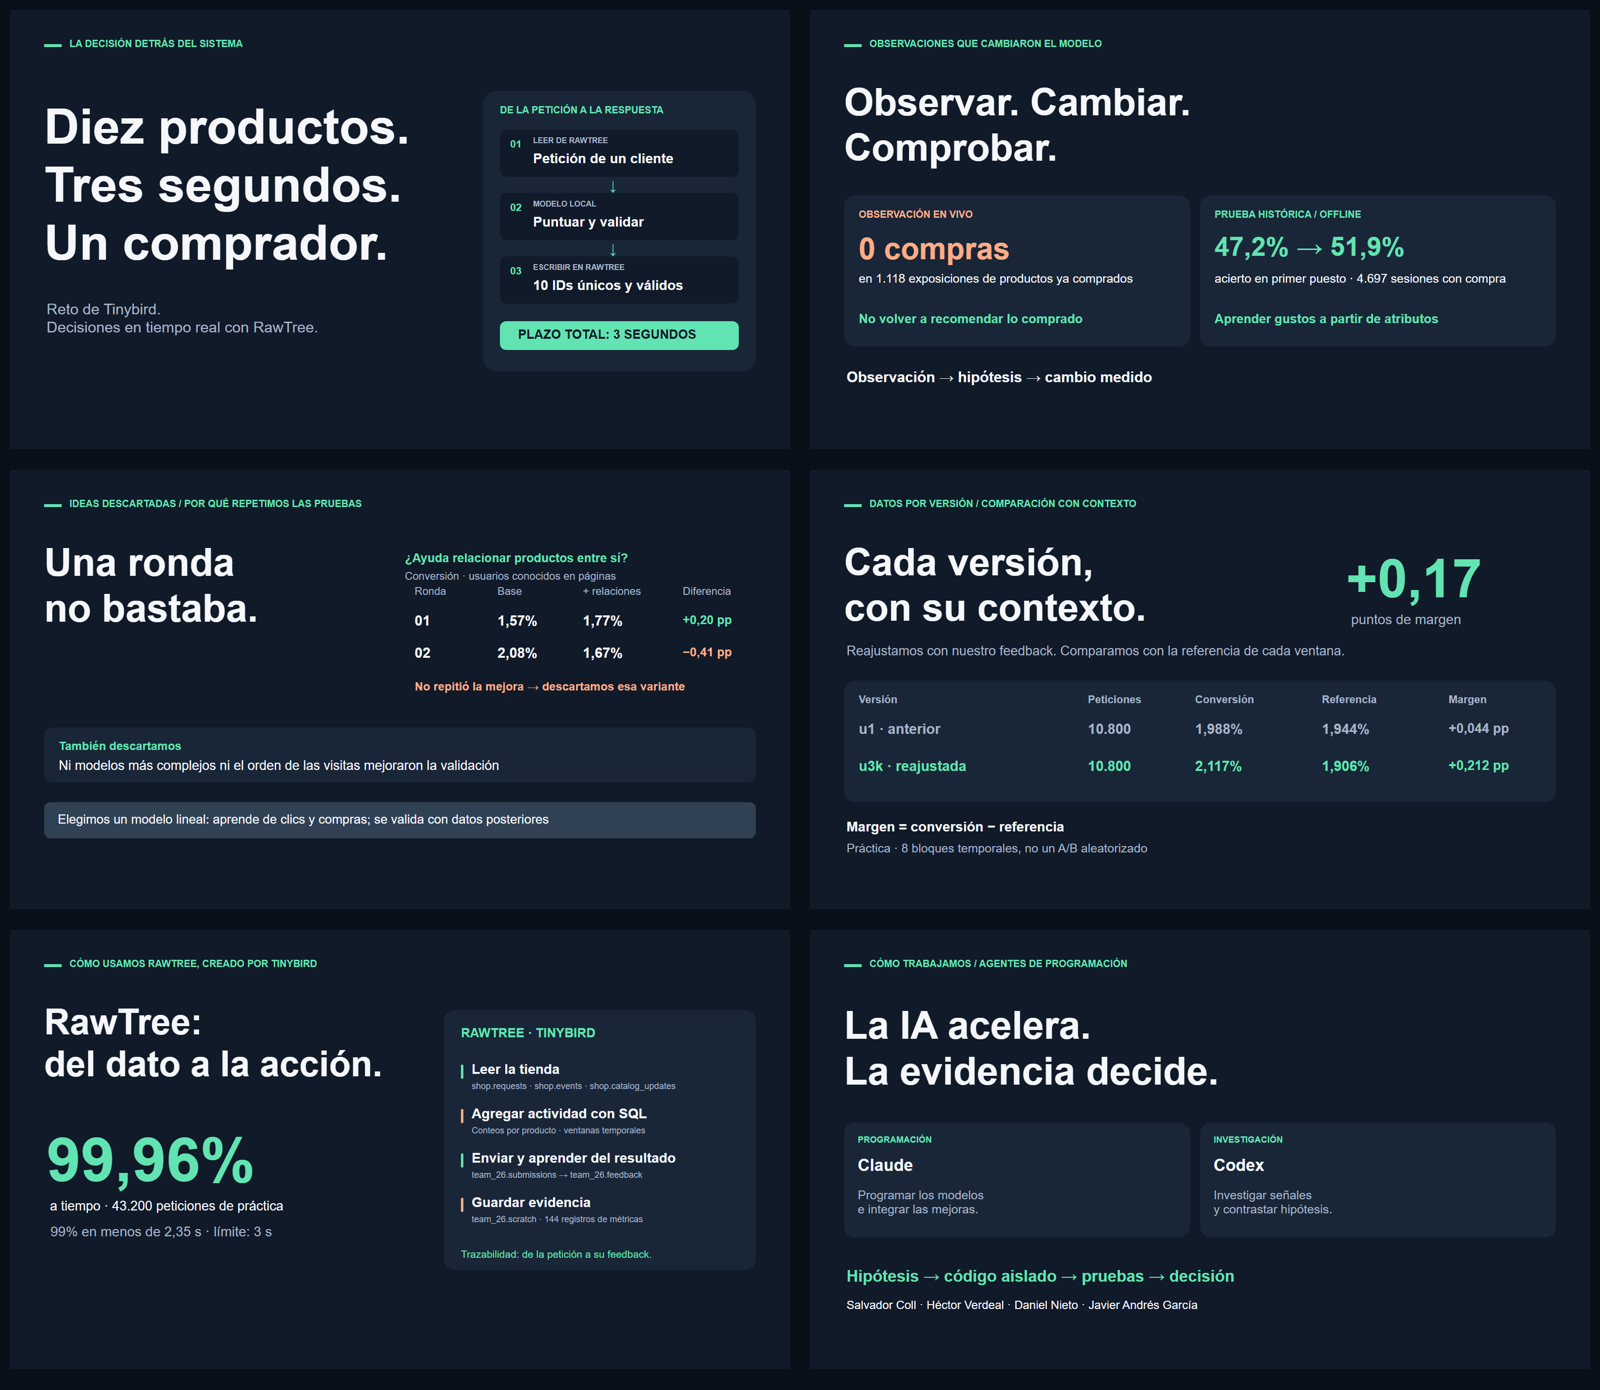 LA DECISIÓN DETRÁS DEL SISTEMA
Diez productos.
Tres segundos.
Un comprador.
Reto de Tinybird.
Decisiones en tiempo real con RawTree.
DE LA PETICIÓN A LA RESPUESTA
01 LEER DE RAWTREE
Petición de un cliente
↓
02 MODELO LOCAL
Puntuar y validar
↓
03 ESCRIBIR EN RAWTREE
10 IDs únicos y válidos
PLAZO TOTAL: 3 SEGUNDOS
OBSERVACIONES QUE CAMBIARON EL MODELO
Observar. Cambiar.
Comprobar.
OBSERVACIÓN EN VIVO
0 compras
en 1.118 exposiciones de productos ya comprados
No volver a recomendar lo comprado
PRUEBA HISTÓRICA / OFFLINE
47,2% → 51,9%
acierto en primer puesto · 4.697 sesiones con compra
Aprender gustos a partir de atributos
Observación → hipótesis → cambio medido
IDEAS DESCARTADAS / POR QUÉ REPETIMOS LAS PRUEBAS
Una ronda
no bastaba.
¿Ayuda relacionar productos entre sí?
Conversión · usuarios conocidos en páginas
Ronda Base + relaciones Diferencia
01 1,57% 1,77% +0,20 pp
02 2,08% 1,67% −0,41 pp
No repitió la mejora → descartamos esa variante
También descartamos
Ni modelos más complejos ni el orden de las visitas mejoraron la validación
Elegimos un modelo lineal: aprende de clics y compras; se valida con datos posteriores
DATOS POR VERSIÓN / COMPARACIÓN CON CONTEXTO
Cada versión,
con su contexto.
+0,17
puntos de margen
Reajustamos con nuestro feedback. Comparamos con la referencia de cada ventana.
Versión Peticiones Conversión Referencia Margen
u1 · anterior 10.800 1,988% 1,944% +0,044 pp
u3k · reajustada 10.800 2,117% 1,906% +0,212 pp
Margen = conversión − referencia
Práctica · 8 bloques temporales, no un A/B aleatorizado
CÓMO USAMOS RAWTREE, CREADO POR TINYBIRD
RawTree:
del dato a la acción.
99,96%
a tiempo · 43.200 peticiones de práctica
99% en menos de 2,35 s · límite: 3 s
RAWTREE · TINYBIRD
Leer la tienda
shop.requests · shop.events · shop.catalog_updates
Agregar actividad con SQL
Conteos por producto · ventanas temporales
Enviar y aprender del resultado
team_26.submissions → team_26.feedback
Guardar evidencia
team_26.scratch · 144 registros de métricas
Trazabilidad: de la petición a su feedback.
CÓMO TRABAJAMOS / AGENTES DE PROGRAMACIÓN
La IA acelera.
La evidencia decide.
PROGRAMACIÓN
Claude
Programar los modelos
e integrar las mejoras.
INVESTIGACIÓN
Codex
Investigar señales
y contrastar hipótesis.
Hipótesis → código aislado → pruebas → decisión
Salvador Coll · Héctor Verdeal · Daniel Nieto · Javier Andrés García